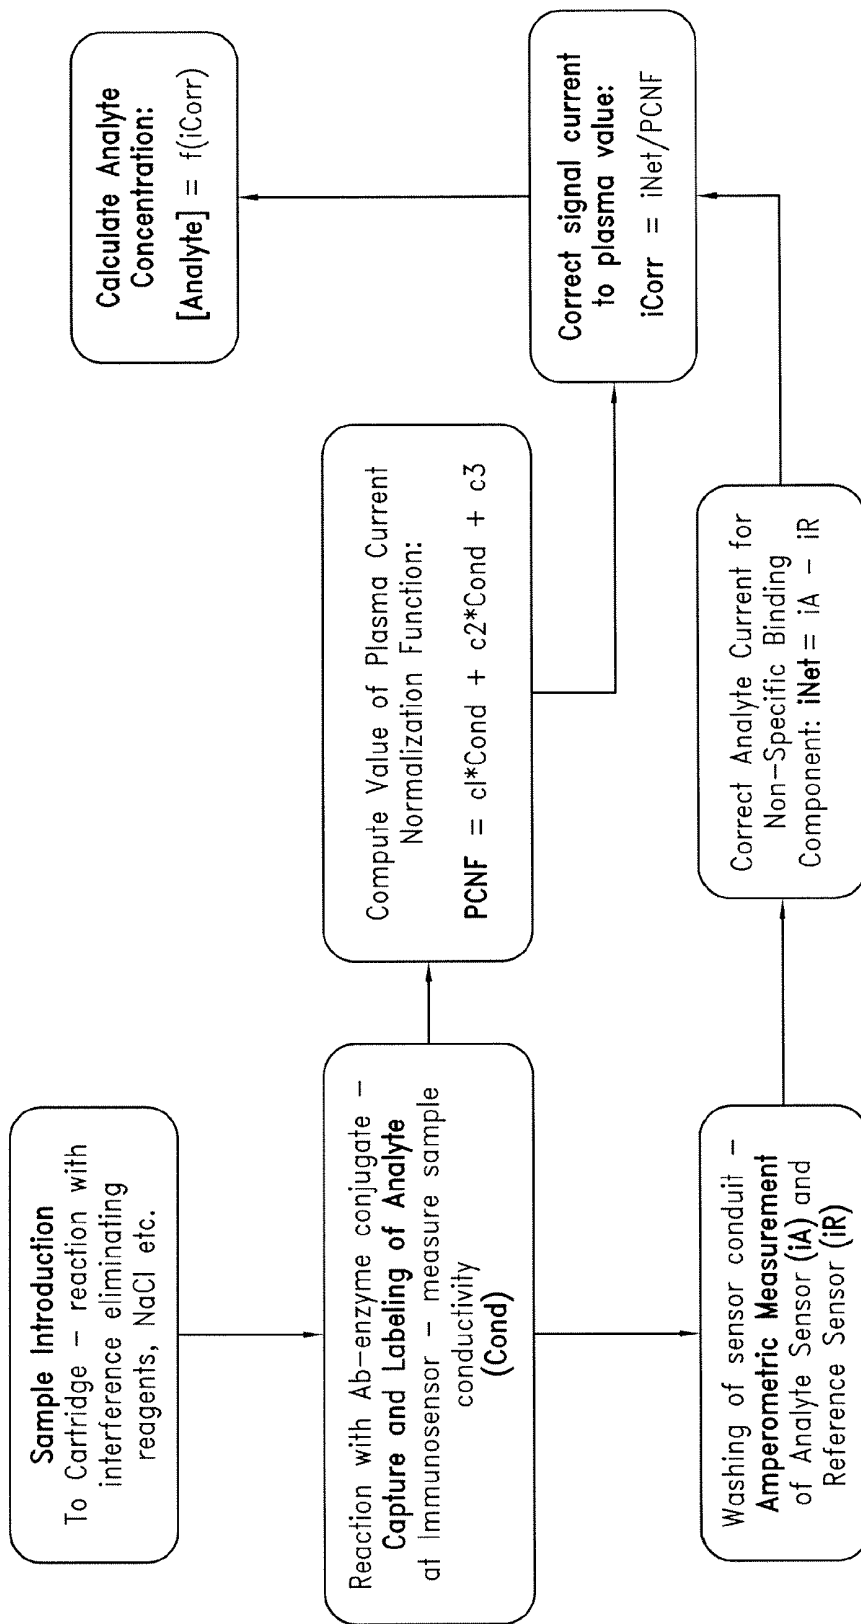 Sample Introduction
To Cartridge – reaction with
interference eliminating
reagents, NaCl etc.
Reaction with Ab–enzyme conjugate –
Capture and Labeling of Analyte
at Immunosensor – measure sample
conductivity
(Cond)
Compute Value of Plasma Current
Normalization Function:
PCNF = cl*Cond + c2*Cond + c3
Washing of sensor conduit –
Amperometric Measurement
of Analyte Sensor (iA) and
Reference Sensor (iR)
Correct Analyte Current for
Non–Specific Binding
Component: iNet = iA – iR
Correct signal current
to plasma value:
iCorr = iNet/PCNF
Calculate Analyte
Concentration:
[Analyte] = f(iCorr)